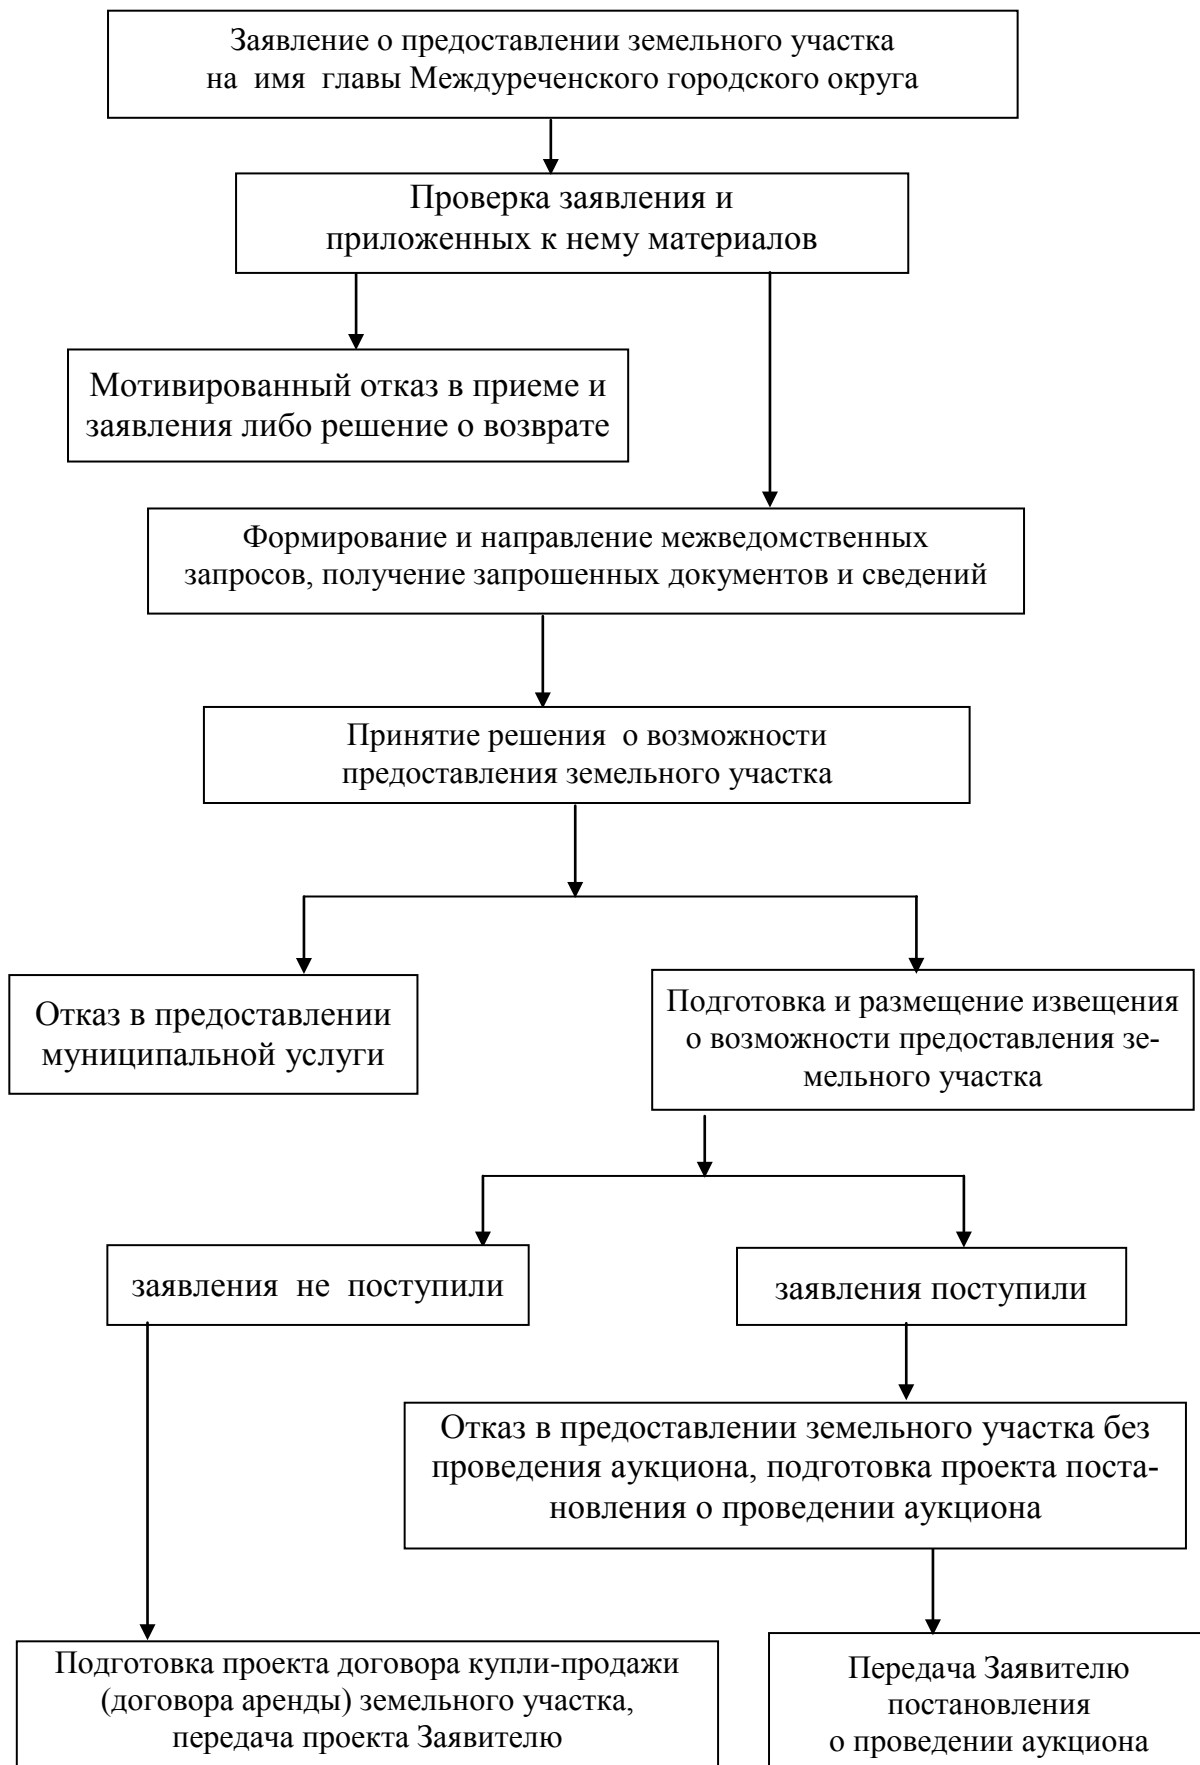 Заявление о предоставлении земельного участка
на имя главы Междуреченского городского округа
Проверка заявления и
приложенных к нему материалов
Мотивированный отказ в приеме и
заявления либо решение о возврате
Формирование и направление межведомственных
запросов, получение запрошенных документов и сведений
Принятие решения о возможности
предоставления земельного участка
Отказ в предоставлении
муниципальной услуги
Подготовка и размещение извещения
о возможности предоставления зе-
мельного участка
заявления не поступили
заявления поступили
Отказ в предоставлении земельного участка без
проведения аукциона, подготовка проекта поста-
новления о проведении аукциона
Подготовка проекта договора купли-продажи
(договора аренды) земельного участка,
передача проекта Заявителю
Передача Заявителю
постановления
о проведении аукциона